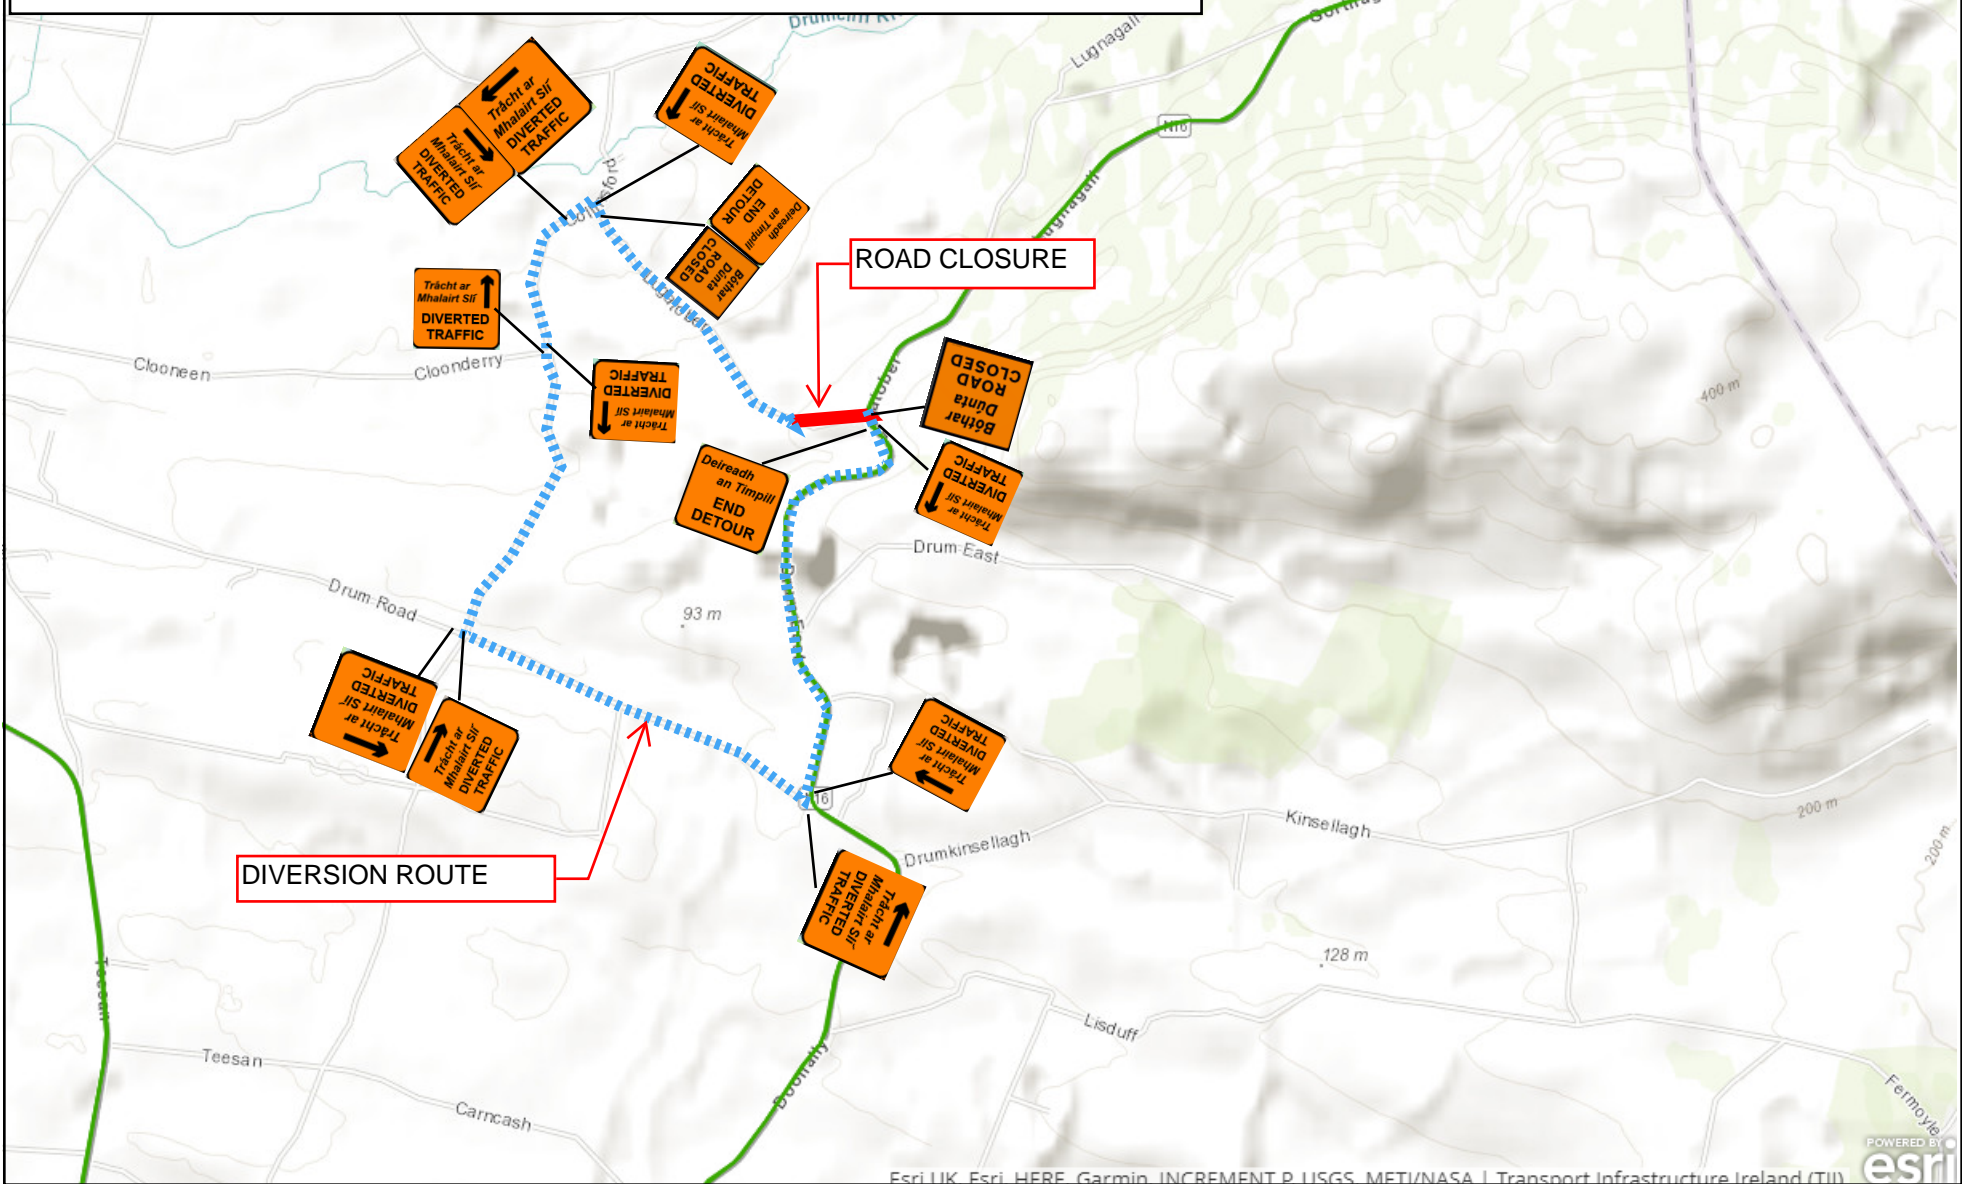 Lugnagall
N16
Trácht ar
Mhalairt Slí
DIVERTED
TRAFFIC
Trácht ar
Mhalairt Slí
DIVERTED
TRAFFIC
Trácht ar
Mhalairt Slí
DIVERTED
TRAFFIC
Deireadh
an Timpill
END
DETOUR
Bóthar
Dúnta
ROAD
CLOSED
ROAD CLOSURE
Trácht ar
Mhalairt Slí
DIVERTED
TRAFFIC
Clooneen
Cloonderry
Trácht ar
Mhalairt Slí
DIVERTED
TRAFFIC
Bóthar
Dúnta
ROAD
CLOSED
400 m
Deireadh
an Timpill
END
DETOUR
Trácht ar
Mhalairt Slí
DIVERTED
TRAFFIC
Drum East
Drum Road
93 m
Trácht ar
Mhalairt Slí
DIVERTED
TRAFFIC
Trácht ar
Mhalairt Slí
DIVERTED
TRAFFIC
Trácht ar
Mhalairt Slí
DIVERTED
TRAFFIC
Kinsellagh
200 m
Drumkinsellagh
200 m
DIVERSION ROUTE
Trácht ar
Mhalairt Slí
DIVERTED
TRAFFIC
128 m
Teesan
Lisduff
Teesan
Doonally
Carncash
Fermoyle
POWERED BY
esri
Esri UK, Esri, HERE, Garmin, INCREMENT P, USGS, METI/NASA | Transport Infrastructure Ireland (TII)